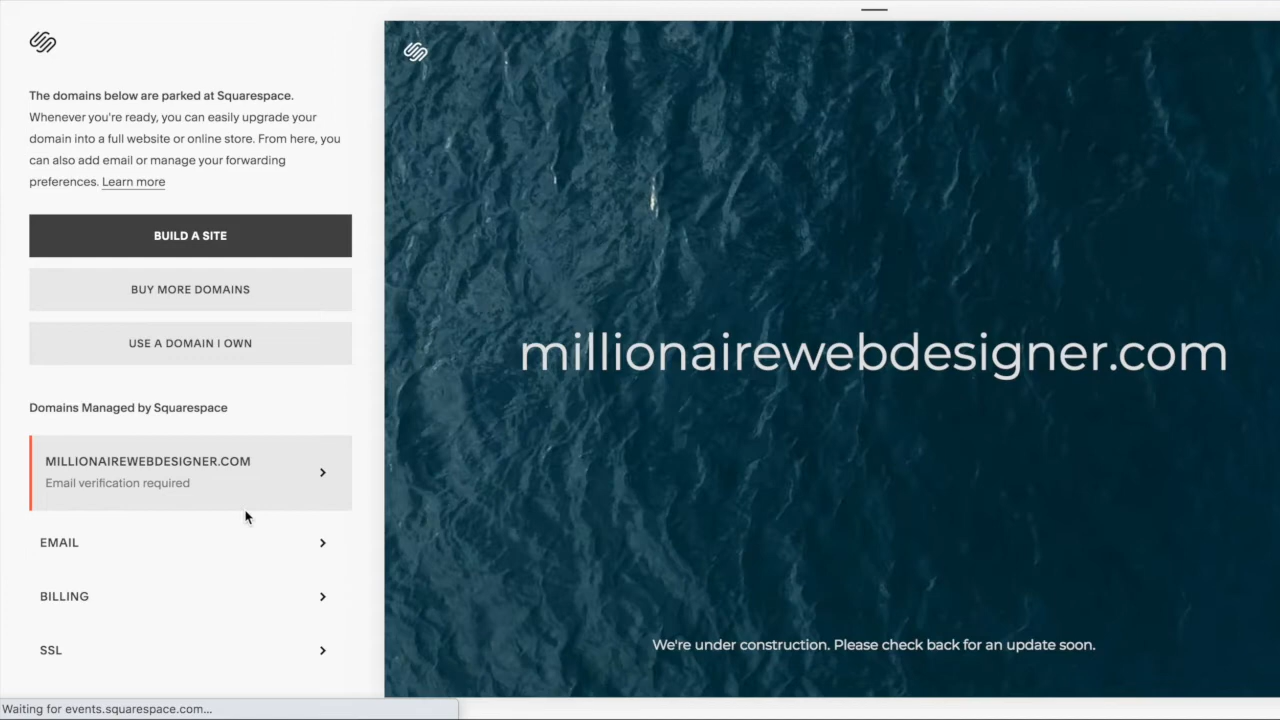 The domains below are parked at Squarespace.
Whenever you're ready, you can easily upgrade your
domain into a full website or online store. From here, you
can also add email or manage your forwarding
preferences. Learn more
BUILD A SITE
BUY MORE DOMAINS
USE A DOMAIN I OWN
Domains Managed by Squarespace
MILLIONAIREWEBDESIGNER.COM
Email verification required
EMAIL
BILLING
SSL
millionairewebdesigner.com
We're under construction. Please check back for an update soon.
Waiting for events.squarespace.com...